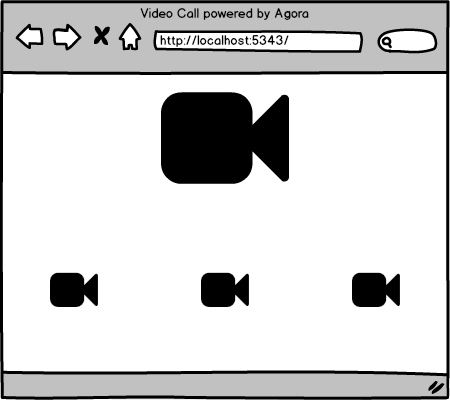 Video Call powered by Agora
http://localhost:5343/